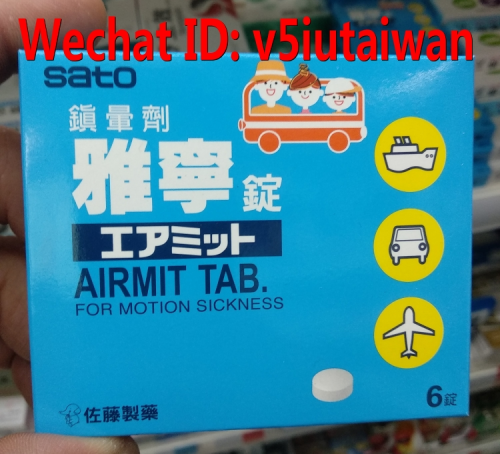 Wechat ID: v5iutaiwan
sato
鎮暈劑
雅寧錠
エアミット
AIRMIT TAB.
FOR MOTION SICKNESS
佐藤製藥
6錠